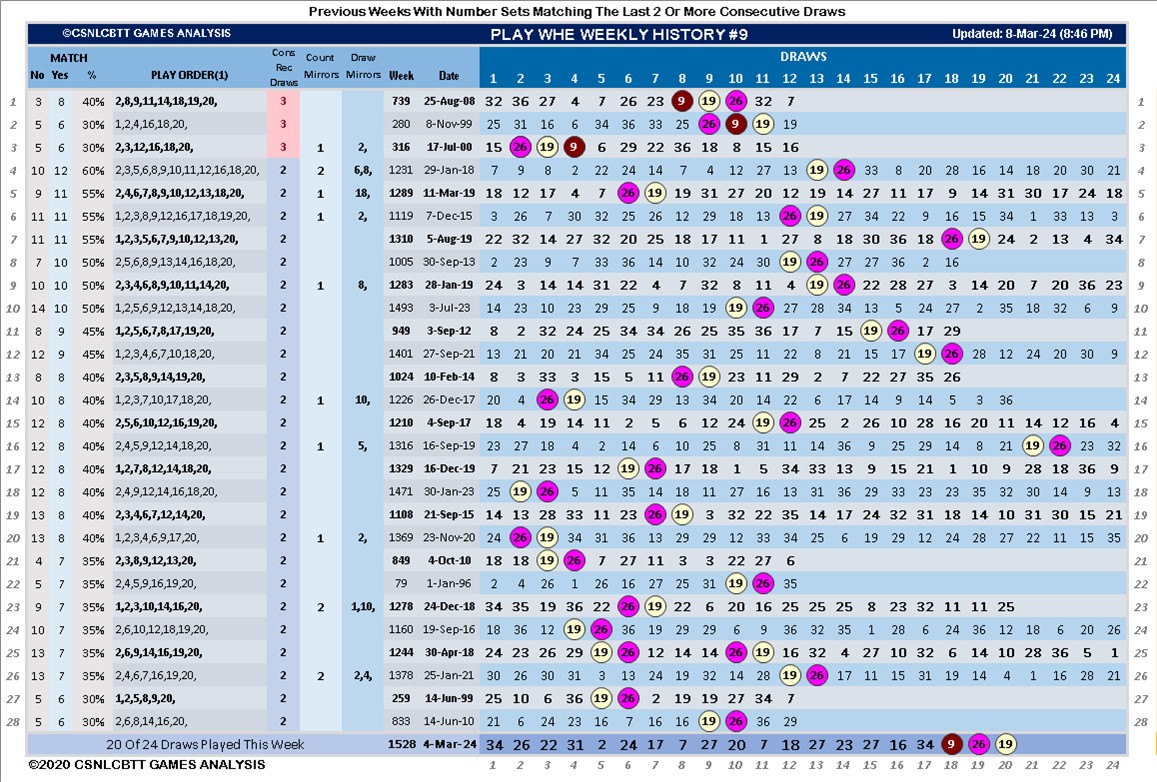 Previous Weeks With Number Sets Matching The Last 2 Or More Consecutive Draws
©CSNLCBTT GAMES ANALYSIS PLAY WHE WEEKLY HISTORY #9 Updated: 8-Mar-24 (8:46 PM)
MATCH Cons Rec Draws Count Mirrors Draw Mirrors DRAWS
No Yes % PLAY ORDER(1) Week Date 1 2 3 4 5 6 7 8 9 10 11 12 13 14 15 16 17 18 19 20 21 22 23 24
1 3 8 40% 2,8,9,11,14,18,19,20, 3 739 25-Aug-08 32 36 27 4 7 26 23 9 19 26 32 7 1
2 5 6 30% 1,2,4,16,18,20, 3 280 8-Nov-99 25 31 16 6 34 36 33 25 26 9 19 19 2
3 5 6 30% 2,3,12,16,18,20, 3 1 2, 316 17-Jul-00 15 26 19 9 6 29 22 36 18 8 15 16 3
4 10 12 60% 2,3,5,6,8,9,10,11,12,16,18,20, 2 2 6,8, 1231 29-Jan-18 7 9 8 2 22 24 14 7 31 2 27 13 19 26 33 8 20 28 16 14 18 20 30 21 4
5 9 11 55% 2,4,6,7,8,9,10,12,13,18,20, 2 1 18, 1289 11-Mar-19 18 12 17 4 7 26 19 19 31 27 20 12 19 14 27 11 17 9 14 31 30 17 24 18 5
6 11 11 55% 1,2,3,8,9,12,16,17,18,19,20, 2 1 2, 1119 7-Dec-15 3 26 7 30 32 25 26 12 29 18 13 26 19 27 34 22 9 16 15 34 1 33 13 3 6
7 11 11 55% 1,2,3,5,6,7,9,10,12,13,20, 2 1310 5-Aug-19 22 32 14 27 32 20 25 18 17 11 1 27 8 18 30 36 18 26 19 24 2 13 4 34 7
8 7 10 50% 2,5,6,8,9,13,14,16,18,20, 2 1005 30-Sep-13 2 23 3 7 33 36 14 10 32 24 30 19 26 27 27 36 2 16 8
9 10 10 50% 2,3,4,6,8,9,10,11,14,20, 2 1 8, 1283 28-Jan-19 24 3 14 14 31 22 4 7 32 8 11 4 19 26 22 28 27 3 14 20 7 20 36 23 9
10 14 10 50% 1,2,5,6,9,12,13,14,18,20, 2 1493 3-Jul-23 14 23 10 23 29 25 9 18 19 19 26 27 28 34 13 5 24 27 2 35 18 32 6 9 10
11 8 9 45% 1,2,5,6,7,8,17,19,20, 2 949 3-Sep-12 8 2 32 24 25 34 34 26 25 35 36 17 7 15 19 26 17 29 11
12 12 9 45% 1,2,3,4,6,7,10,18,20, 2 1401 27-Sep-21 13 21 20 21 34 25 24 35 31 25 11 22 8 21 15 17 19 26 28 12 24 20 30 9 12
13 8 8 40% 2,3,5,8,9,14,19,20, 2 1024 10-Feb-14 8 3 33 3 15 5 11 26 19 23 11 29 2 7 22 27 35 26 13
14 10 8 40% 1,2,3,7,10,17,18,20, 2 1 10, 1226 26-Dec-17 20 4 26 19 15 34 29 13 34 20 14 22 6 17 14 9 14 5 20 36 14
15 12 8 40% 2,5,6,10,12,16,19,20, 2 1210 4-Sep-17 18 4 19 14 11 2 5 6 12 24 19 26 25 2 26 10 28 16 20 11 14 12 16 4 15
16 12 8 40% 2,4,5,9,12,14,18,20, 2 1 5, 1316 16-Sep-19 23 27 18 4 2 14 6 10 25 8 31 11 14 36 9 25 29 14 8 21 19 26 23 32 16
17 12 8 40% 1,2,7,8,12,14,18,20, 2 1329 16-Dec-19 7 21 23 15 12 19 26 17 18 1 5 34 33 13 9 15 21 1 10 9 28 18 36 9 17
18 12 8 40% 2,4,9,12,14,16,18,20, 2 1471 30-Jan-23 25 19 26 5 11 35 14 18 11 27 16 13 31 36 29 33 23 23 35 32 30 14 9 13 18
19 13 8 40% 2,3,4,6,7,12,14,20, 2 1108 21-Sep-15 14 13 28 33 11 23 26 19 3 32 22 35 14 17 24 32 31 18 14 10 31 30 15 21 19
20 13 8 40% 1,2,3,4,6,9,17,20, 2 1 2, 1369 23-Nov-20 24 26 19 34 31 36 13 29 29 12 33 34 25 6 19 29 12 24 28 27 22 11 15 35 20
21 4 7 35% 2,3,8,9,12,13,20, 2 849 4-Oct-10 18 18 19 26 7 27 11 3 3 22 27 6 21
22 5 7 35% 2,4,5,9,16,19,20, 2 79 1-Jan-96 2 4 26 1 26 16 27 25 31 19 26 35 22
23 9 7 35% 1,2,3,10,14,16,20, 2 2 1,10, 1278 24-Dec-18 34 35 19 36 22 26 19 22 6 20 16 25 25 25 8 23 32 11 11 25 23
24 10 7 35% 2,6,10,12,18,19,20, 2 1160 19-Sep-16 18 36 12 19 26 36 19 29 29 6 9 36 32 35 1 28 6 24 36 12 18 6 20 26 24
25 13 7 35% 2,6,9,14,16,19,20, 2 1244 30-Apr-18 24 23 26 29 19 26 12 14 14 26 19 16 32 4 27 10 32 6 14 10 28 36 5 1 25
26 13 7 35% 2,4,6,7,16,19,20, 2 2 2,4, 1378 25-Jan-21 30 26 30 31 3 13 24 19 32 14 28 19 26 17 11 15 31 19 14 4 1 16 28 21 26
27 5 6 30% 1,2,5,8,9,20, 2 259 14-Jun-99 25 10 6 36 19 26 2 19 19 27 34 7 27
28 5 6 30% 2,6,8,14,16,20, 2 833 14-Jun-10 21 6 24 23 16 7 16 16 19 26 36 29 28
20 Of 24 Draws Played This Week 1528 4-Mar-24 34 26 22 31 2 24 17 7 27 20 7 18 27 23 27 16 34 9 26 19
©2020 CSNLCBTT GAMES ANALYSIS 1 2 3 4 5 6 7 8 9 10 11 12 13 14 15 16 17 18 19 20 21 22 23 24